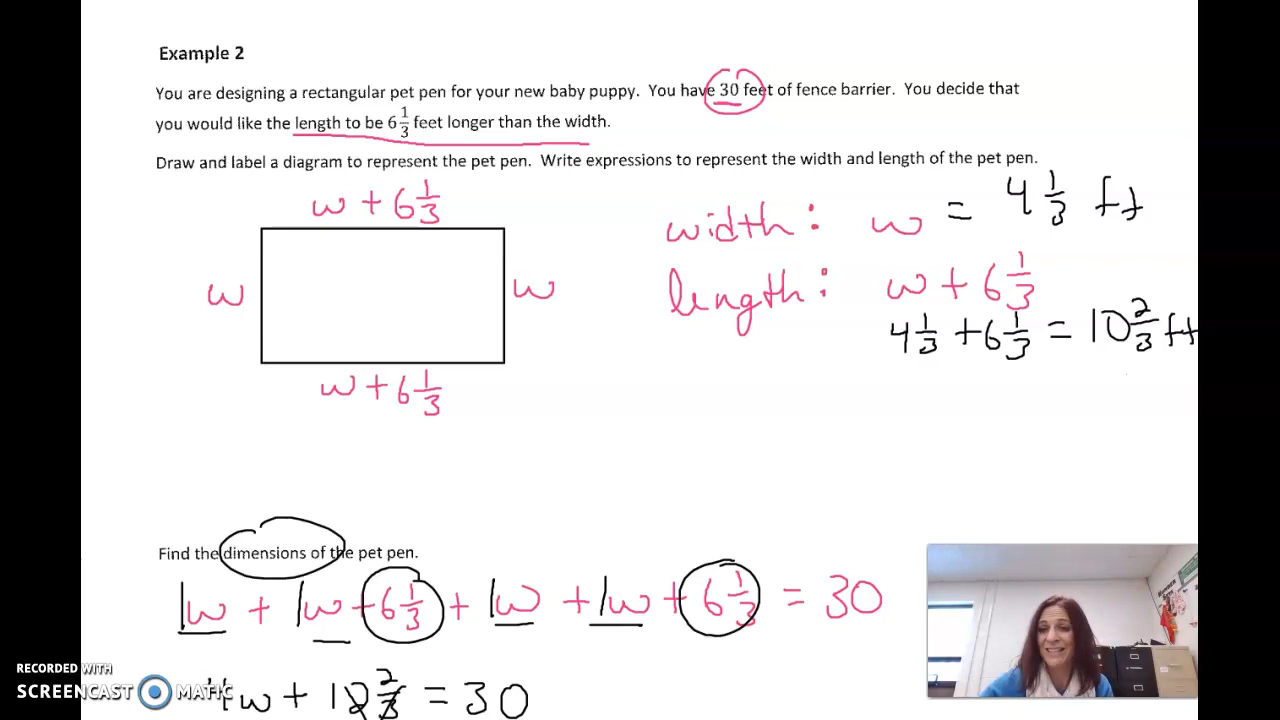 Example 2
You are designing a rectangular pet pen for your new baby puppy. You have 30 feet of fence barrier. You decide that
you would like the length to be 6 1/3 feet longer than the width.
Draw and label a diagram to represent the pet pen. Write expressions to represent the width and length of the pet pen.
w + 6 1/3
width: w = 4 1/3 ft
w
w
length: w + 6 1/3
4 1/3 + 6 1/3 = 10 2/3 ft
w + 6 1/3
Find the dimensions of the pet pen.
1w + 1w + 6 1/3 + 1w + 1w + 6 1/3 = 30
4w + 12 2/3 = 30
RECORDED WITH
SCREENCAST MATIC